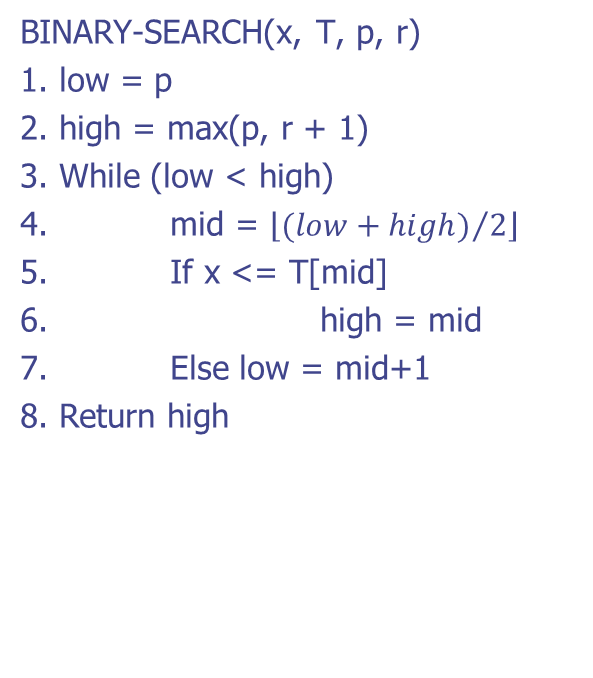 BINARY-SEARCH(x, T, p, r)
1. low = p
2. high = max(p, r + 1)
3. While (low < high)
4. mid = ⌊(low + high)/2⌋
5. If x <= T[mid]
6. high = mid
7. Else low = mid+1
8. Return high